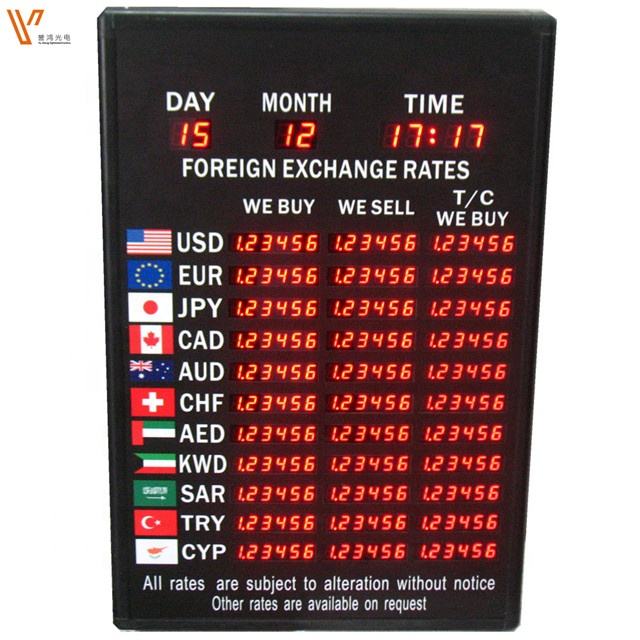 誉鸿光电
DAY MONTH TIME
15 12 17:17
FOREIGN EXCHANGE RATES
WE BUY WE SELL T/C WE BUY
USD 1.23456 1.23456 1.23456
EUR 1.23456 1.23456 1.23456
JPY 1.23456 1.23456 1.23456
CAD 1.23456 1.23456 1.23456
AUD 1.23456 1.23456 1.23456
CHF 1.23456 1.23456 1.23456
AED 1.23456 1.23456 1.23456
KWD 1.23456 1.23456 1.23456
SAR 1.23456 1.23456 1.23456
TRY 1.23456 1.23456 1.23456
CYP 1.23456 1.23456 1.23456
All rates are subject to alteration without notice
Other rates are available on request